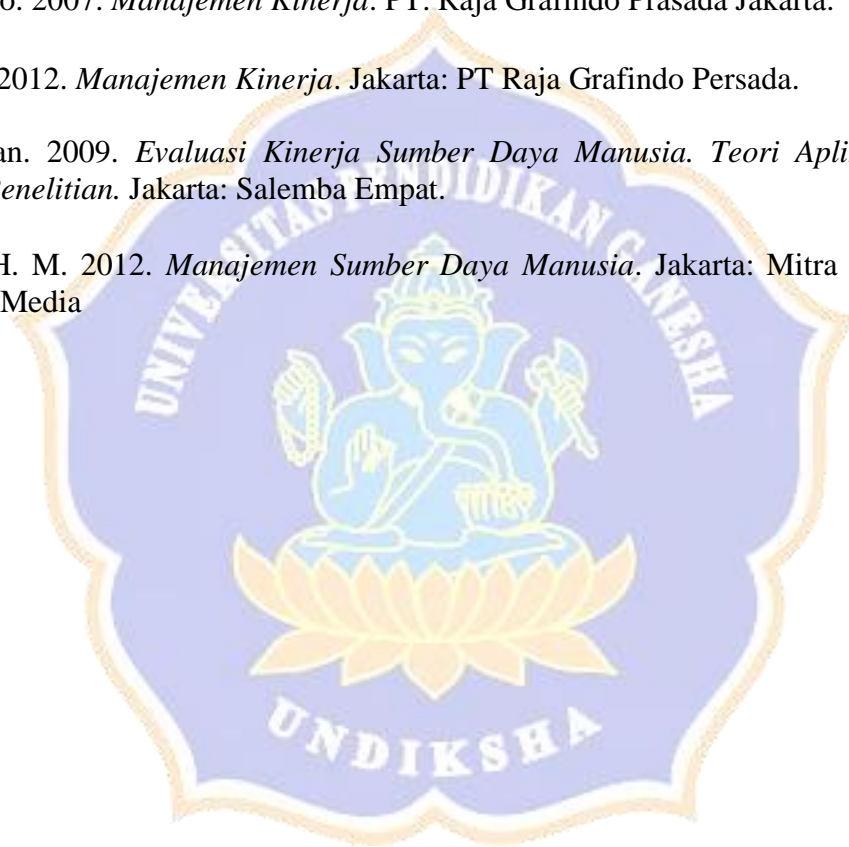 o. 2007. Manajemen Kinerja. PT. Raja Grafindo Prasada Jakarta.
2012. Manajemen Kinerja. Jakarta: PT Raja Grafindo Persada.
an. 2009. Evaluasi Kinerja Sumber Daya Manusia. Teori Apli
enelitian. Jakarta: Salemba Empat.
H. M. 2012. Manajemen Sumber Daya Manusia. Jakarta: Mitra
Media
UNIVERSITAS PENDIDIKAN GANESHA
UNDIKSHA